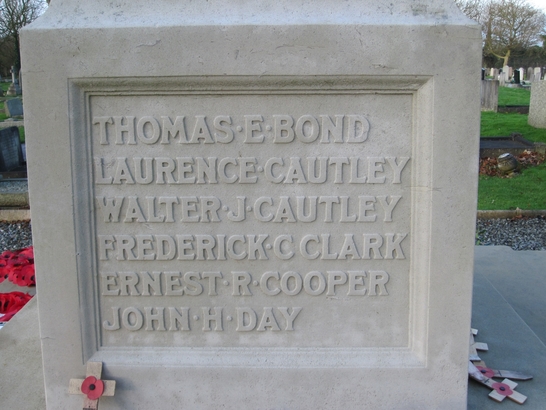 THOMAS·E·BOND
LAURENCE·CAUTLEY
WALTER·J·CAUTLEY
FREDERICK·C·CLARK
ERNEST·R·COOPER
JOHN·H·DAY